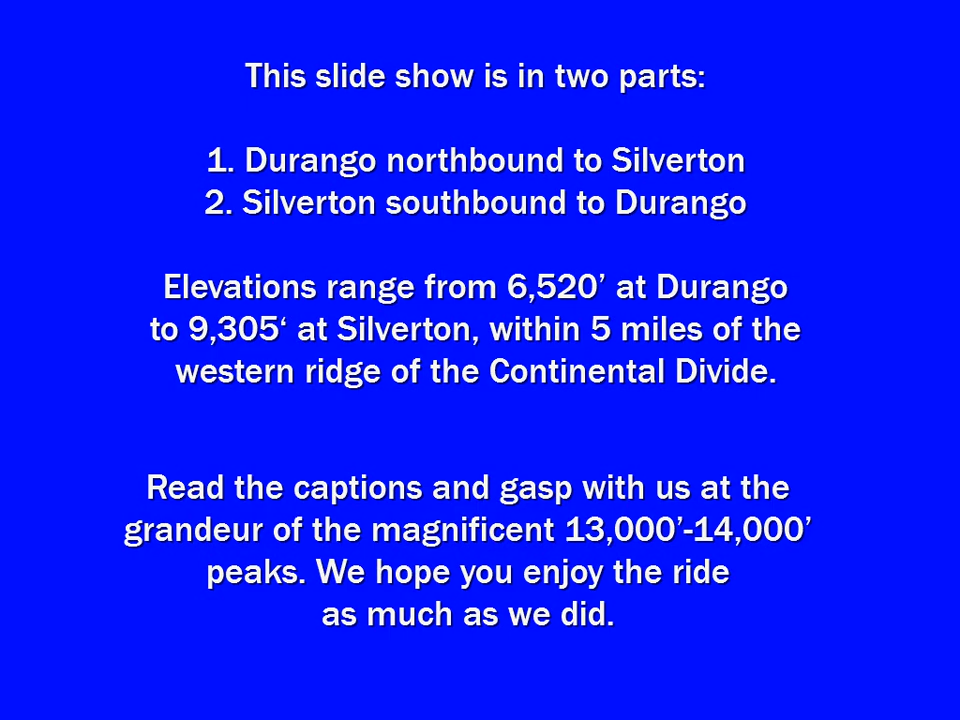 This slide show is in two parts:
1. Durango northbound to Silverton
2. Silverton southbound to Durango
Elevations range from 6,520’ at Durango
to 9,305‘ at Silverton, within 5 miles of the
western ridge of the Continental Divide.
Read the captions and gasp with us at the
grandeur of the magnificent 13,000’-14,000’
peaks. We hope you enjoy the ride
as much as we did.